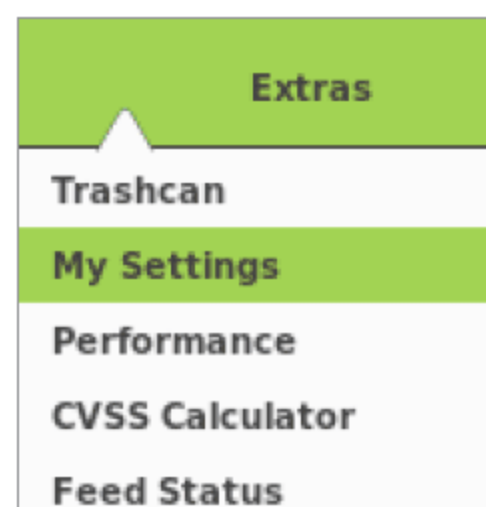 Extras
Trashcan
My Settings
Performance
CVSS Calculator
Feed Status